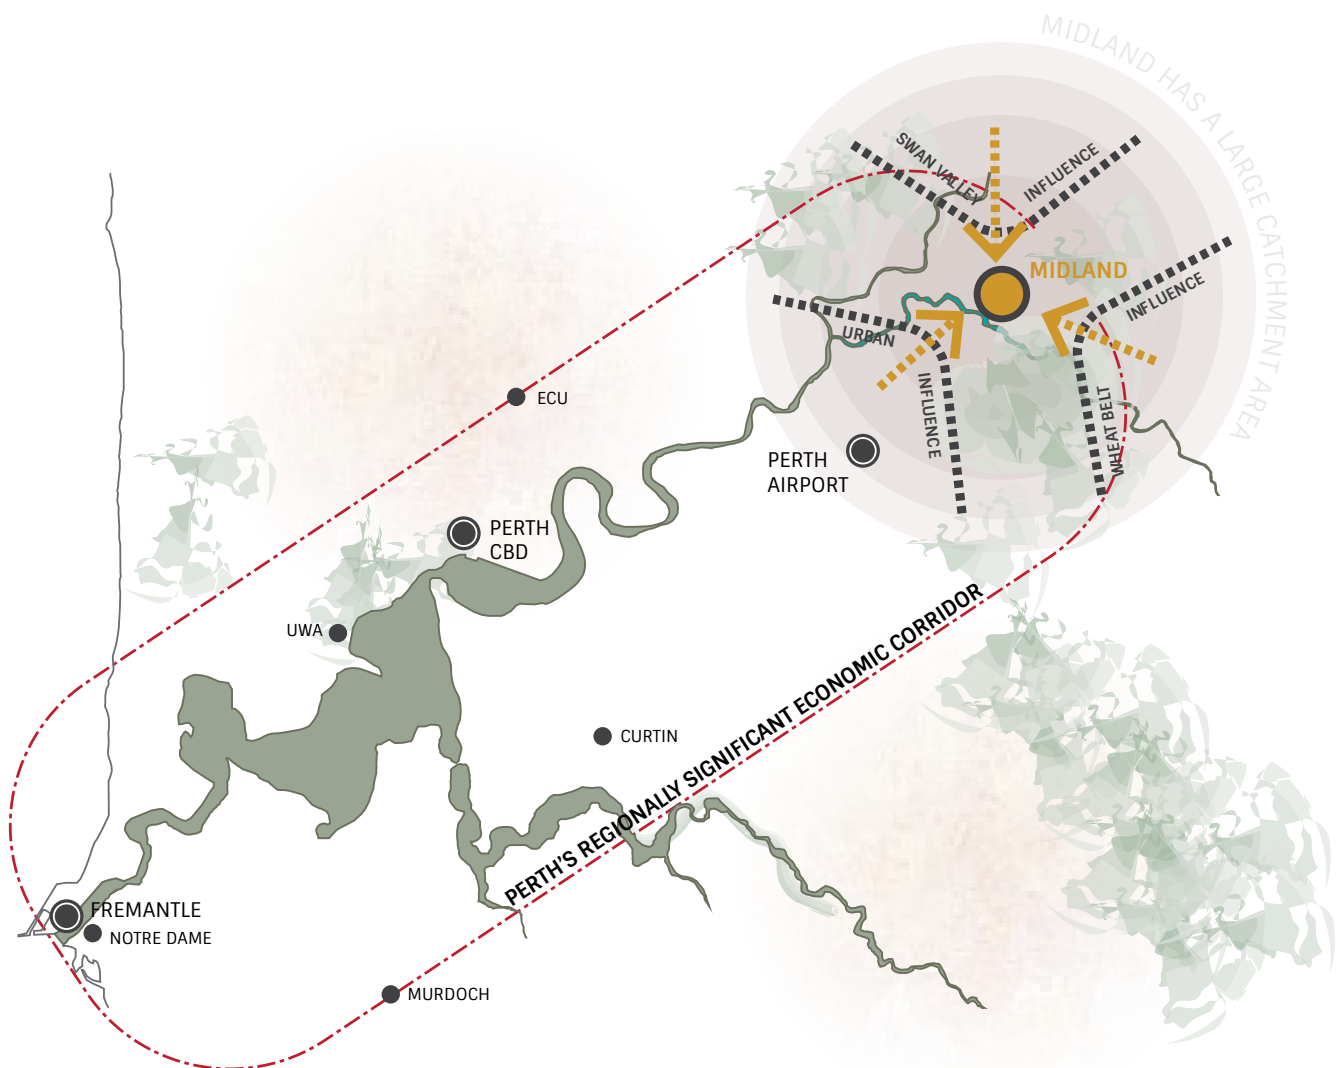 MIDLAND HAS A LARGE CATCHMENT AREA
SWAN VALLEY
INFLUENCE
MIDLAND
INFLUENCE
URBAN
INFLUENCE
WHEAT BELT
ECU
PERTH
AIRPORT
PERTH
CBD
UWA
PERTH'S REGIONALLY SIGNIFICANT ECONOMIC CORRIDOR
CURTIN
FREMANTLE
NOTRE DAME
MURDOCH